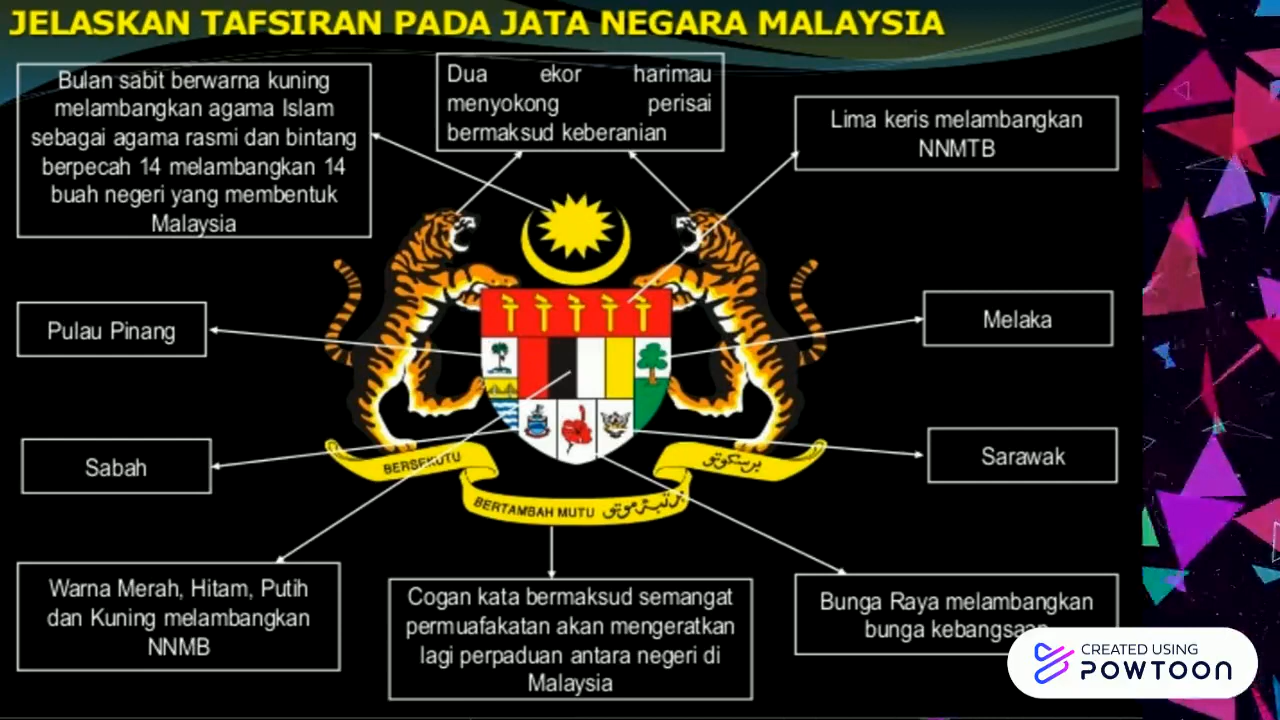 JELASKAN TAFSIRAN PADA JATA NEGARA MALAYSIA
Bulan sabit berwarna kuning
melambangkan agama Islam
sebagai agama rasmi dan bintang
berpecah 14 melambangkan 14
buah negeri yang membentuk
Malaysia
Dua ekor harimau
menyokong perisai
bermaksud keberanian
Lima keris melambangkan
NNMTB
Pulau Pinang
Melaka
Sabah
Sarawak
BERSEKUTU
برسکوتو
BERTAMBAH MUTU برتمبه موتو
Warna Merah, Hitam, Putih
dan Kuning melambangkan
NNMB
Cogan kata bermaksud semangat
permuafakatan akan mengeratkan
lagi perpaduan antara negeri di
Malaysia
Bunga Raya melambangkan
bunga kebangsaan
CREATED USING
POWTOON